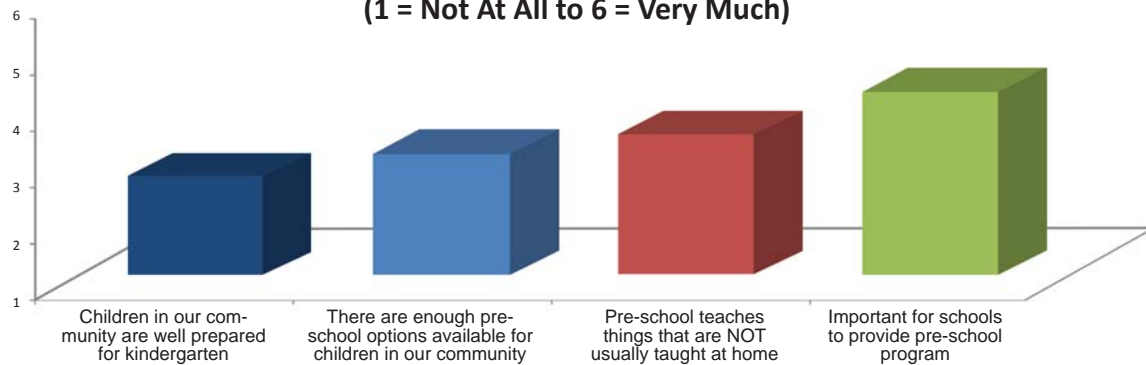 (1 = Not At All to 6 = Very Much)
6
5
4
3
2
1
Children in our com-
munity are well prepared
for kindergarten
There are enough pre-
school options available for
children in our community
Pre-school teaches
things that are NOT
usually taught at home
Important for schools
to provide pre-school
program